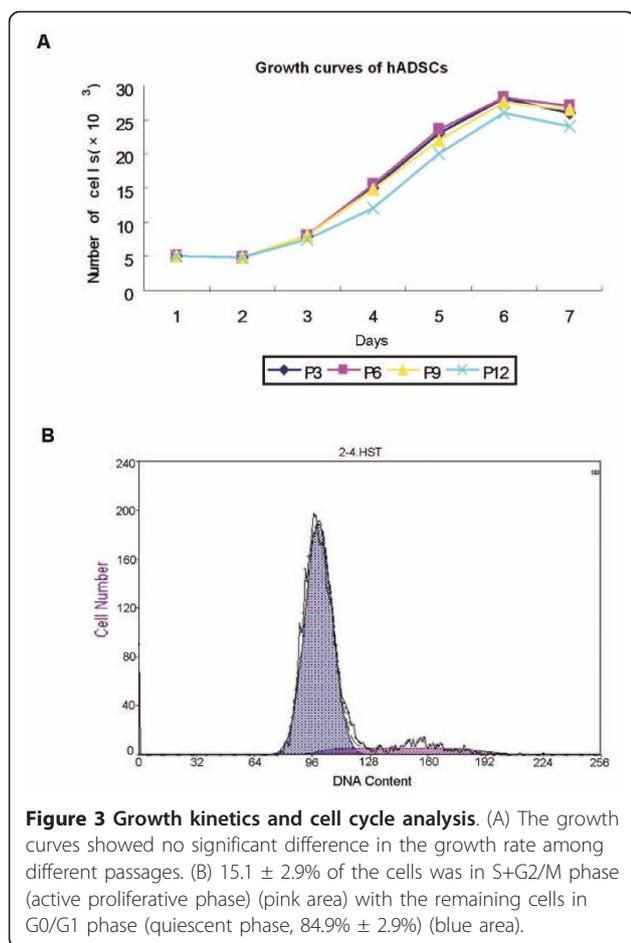 A
Growth curves of hADSCs
Number of cells(×10 3)
30
25
20
15
10
5
0
1 2 3 4 5 6 7
Days
P3 P6 P9 P12
B
2-4.HST
240
200
160
120
80
40
0
Cell Number
0 32 64 96 128 160 192 224 256
DNA Content
Figure 3 Growth kinetics and cell cycle analysis. (A) The growth
curves showed no significant difference in the growth rate among
different passages. (B) 15.1 ± 2.9% of the cells was in S+G2/M phase
(active proliferative phase) (pink area) with the remaining cells in
G0/G1 phase (quiescent phase, 84.9% ± 2.9%) (blue area).